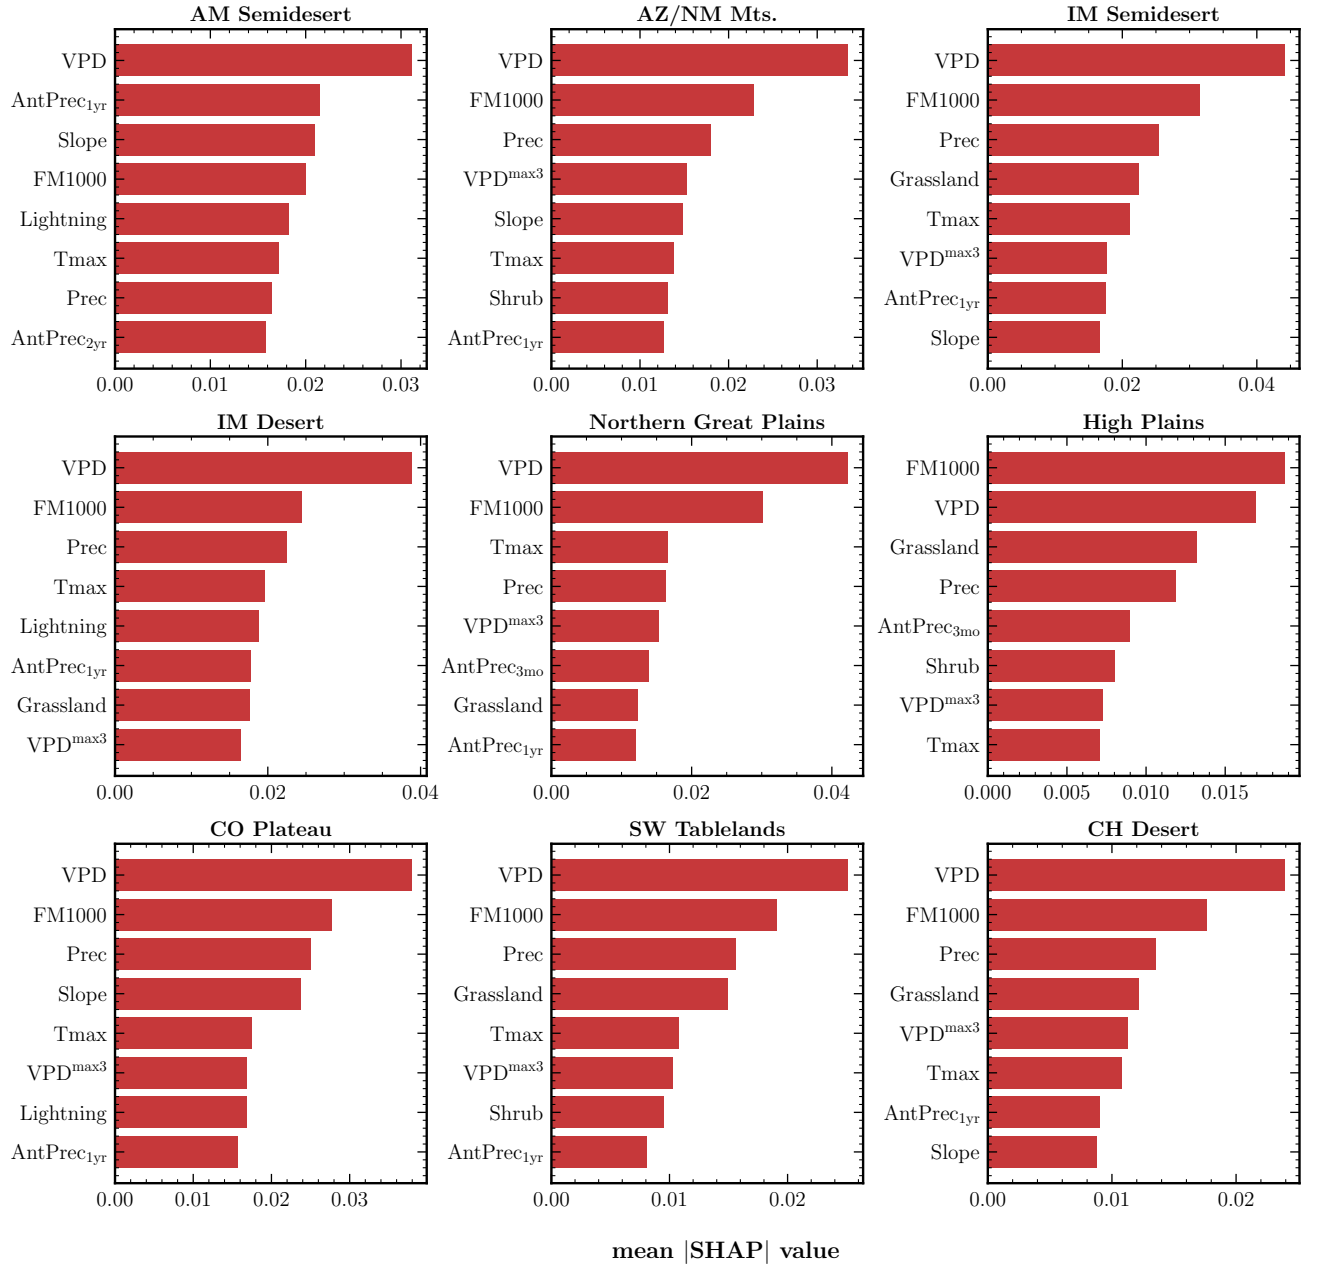 AM Semidesert
VPD
AntPrec1yr
Slope
FM1000
Lightning
Tmax
Prec
AntPrec2yr
0.00 0.01 0.02 0.03
AZ/NM Mts.
VPD
FM1000
Prec
VPDmax3
Slope
Tmax
Shrub
AntPrec1yr
0.00 0.01 0.02 0.03
IM Semidesert
VPD
FM1000
Prec
Grassland
Tmax
VPDmax3
AntPrec1yr
Slope
0.00 0.02 0.04
IM Desert
VPD
FM1000
Prec
Tmax
Lightning
AntPrec1yr
Grassland
VPDmax3
0.00 0.02 0.04
Northern Great Plains
VPD
FM1000
Tmax
Prec
VPDmax3
AntPrec3mo
Grassland
AntPrec1yr
0.00 0.02 0.04
High Plains
FM1000
VPD
Grassland
Prec
AntPrec3mo
Shrub
VPDmax3
Tmax
0.000 0.005 0.010 0.015
CO Plateau
VPD
FM1000
Prec
Slope
Tmax
VPDmax3
Lightning
AntPrec1yr
0.00 0.01 0.02 0.03
SW Tablelands
VPD
FM1000
Prec
Grassland
Tmax
VPDmax3
Shrub
AntPrec1yr
0.00 0.01 0.02
CH Desert
VPD
FM1000
Prec
Grassland
VPDmax3
Tmax
AntPrec1yr
Slope
0.00 0.01 0.02
mean |SHAP| value